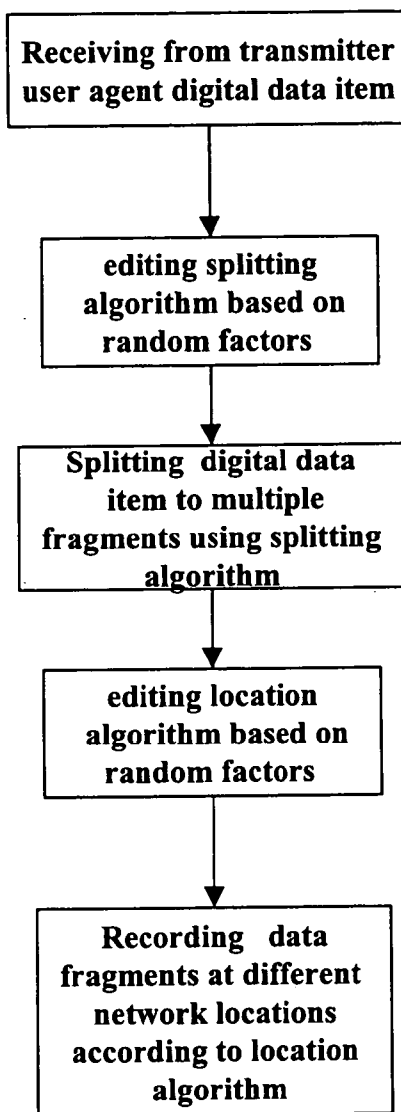 Receiving from transmitter
user agent digital data item
editing splitting
algorithm based on
random factors
Splitting digital data
item to multiple
fragments using splitting
algorithm
editing location
algorithm based on
random factors
Recording data
fragments at different
network locations
according to location
algorithm